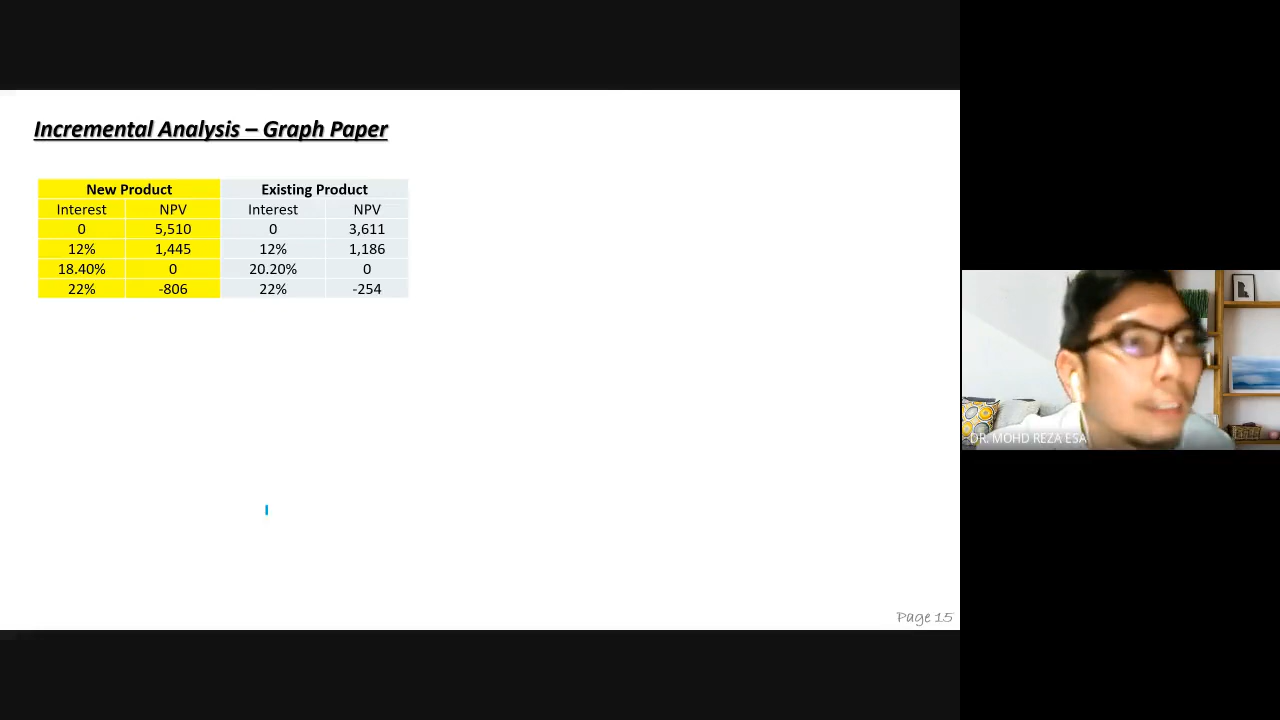 Incremental Analysis – Graph Paper
New Product Existing Product
Interest NPV Interest NPV
0 5,510 0 3,611
12% 1,445 12% 1,186
18.40% 0 20.20% 0
22% -806 22% -254
DR. MOHD REZA ESA
Page 15